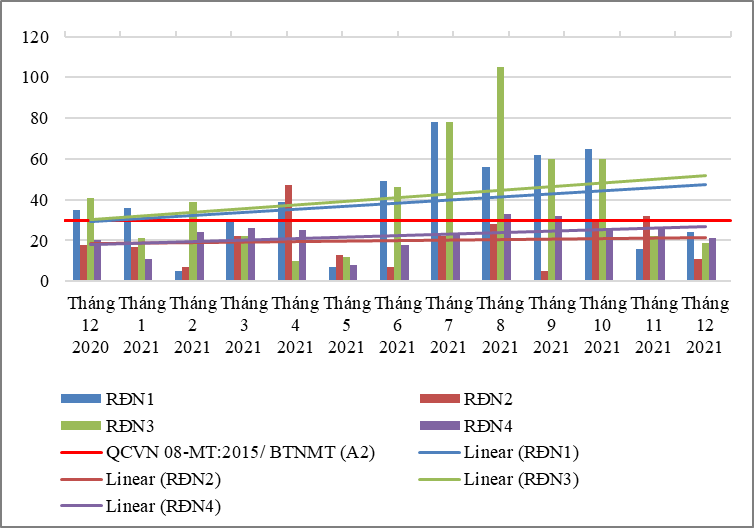 120
100
80
60
40
20
0
Tháng Tháng Tháng Tháng Tháng Tháng Tháng Tháng Tháng Tháng Tháng Tháng Tháng
12 1 2 3 4 5 6 7 8 9 10 11 12
2020 2021 2021 2021 2021 2021 2021 2021 2021 2021 2021 2021 2021
RĐN1 RĐN2
RĐN3 RĐN4
QCVN 08-MT:2015/ BTNMT (A2) Linear (RĐN1)
Linear (RĐN2) Linear (RĐN3)
Linear (RĐN4)